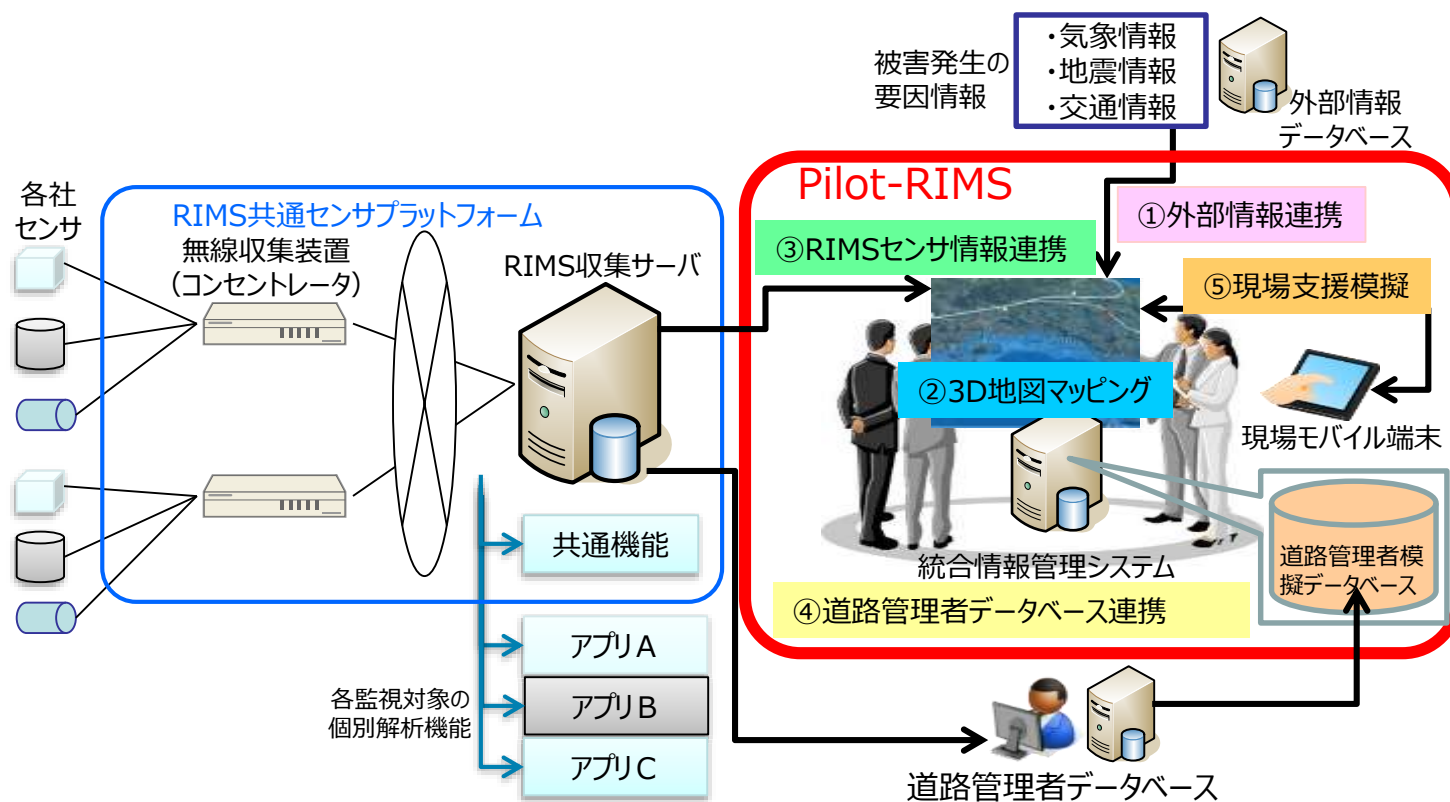 ・気象情報
・地震情報
・交通情報
被害発生の
要因情報
外部情報
データベース
Pilot-RIMS
①外部情報連携
各社
センサ
RIMS共通センサプラットフォーム
無線収集装置
(コンセントレータ)
RIMS収集サーバ
③RIMSセンサ情報連携
⑤現場支援模擬
②3D地図マッピング
現場モバイル端末
共通機能
統合情報管理システム
道路管理者模
擬データベース
④道路管理者データベース連携
アプリA
各監視対象の
個別解析機能
アプリB
アプリC
道路管理者データベース